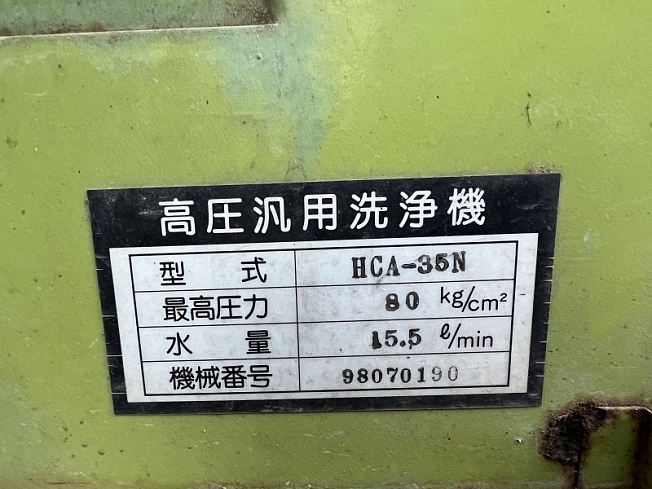 高圧汎用洗浄機
型式 HCA-35N
最高圧力 80 kg/cm²
水量 15.5 ℓ/min
機械番号 98070190